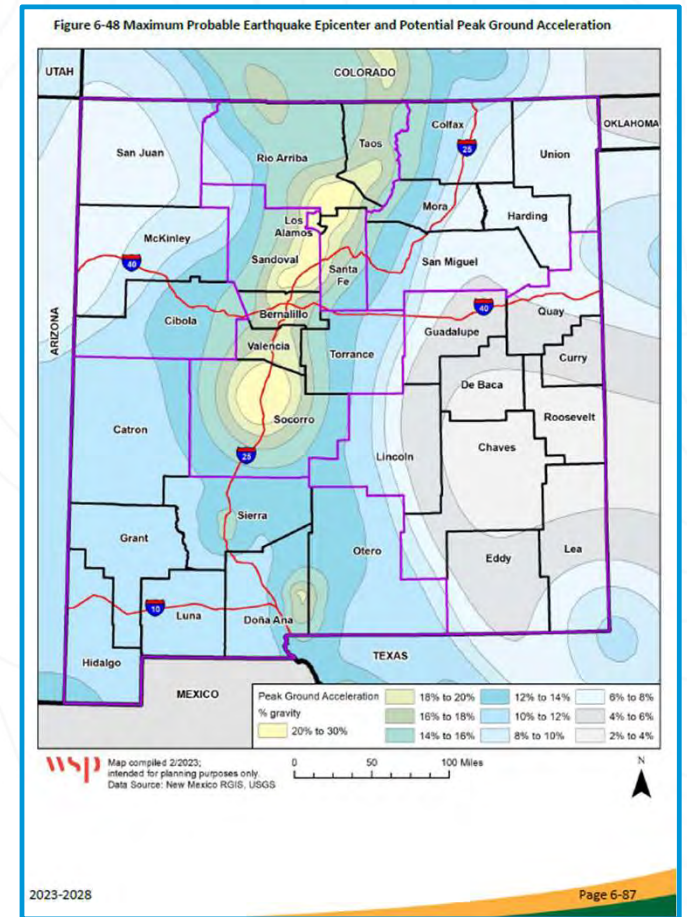 Figure 6-48 Maximum Probable Earthquake Epicenter and Potential Peak Ground Acceleration
UTAH
COLORADO
OKLAHOMA
San Juan
Rio Arriba
Taos
Colfax
25
Union
Mora
Harding
Los
Alamos
McKinley
40
Sandoval
Santa
Fe
San Miguel
ARIZONA
Cibola
Bernalillo
40
Quay
Guadalupe
Valencia
Torrance
Curry
De Baca
Socorro
Roosevelt
Catron
Chaves
25
Lincoln
Sierra
Grant
Otero
Eddy
Lea
10
Luna
Doña Ana
Hidalgo
TEXAS
MEXICO
Peak Ground Acceleration
% gravity
20% to 30%
18% to 20%
16% to 18%
14% to 16%
12% to 14%
10% to 12%
8% to 10%
6% to 8%
4% to 6%
2% to 4%
wsp
Map compiled 2/2023;
intended for planning purposes only.
Data Source: New Mexico RGIS, USGS
0 50 100 Miles
N
2023-2028
Page 6-87